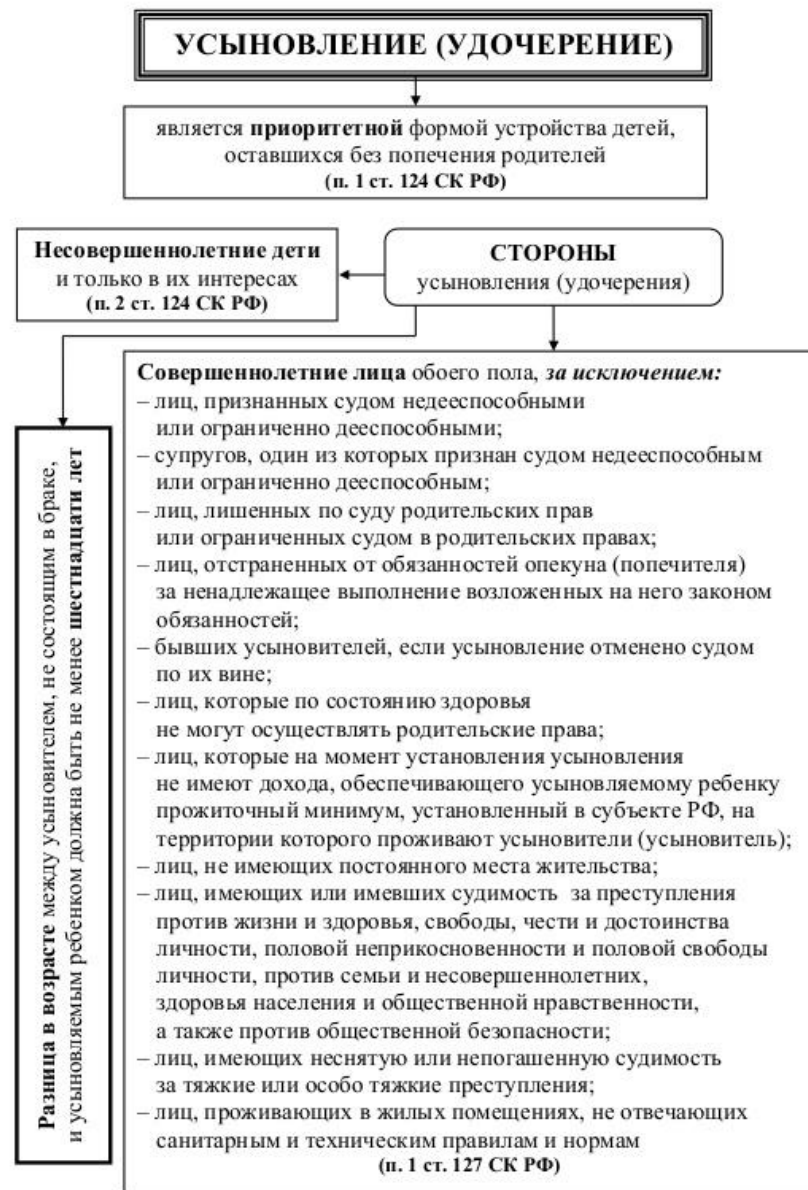 УСЫНОВЛЕНИЕ (УДОЧЕРЕНИЕ)
является приоритетной формой устройства детей,
оставшихся без попечения родителей
(п. 1 ст. 124 СК РФ)
Несовершеннолетние дети
и только в их интересах
(п. 2 ст. 124 СК РФ)
СТОРОНЫ
усыновления (удочерения)
Разница в возрасте между усыновителем, не состоящим в браке,
и усыновляемым ребенком должна быть не менее шестнадцати лет
Совершеннолетние лица обоего пола, за исключением:
– лиц, признанных судом недееспособными
или ограниченно дееспособными;
– супругов, один из которых признан судом недееспособным
или ограниченно дееспособным;
– лиц, лишенных по суду родительских прав
или ограниченных судом в родительских правах;
– лиц, отстраненных от обязанностей опекуна (попечителя)
за ненадлежащее выполнение возложенных на него законом
обязанностей;
– бывших усыновителей, если усыновление отменено судом
по их вине;
– лиц, которые по состоянию здоровья
не могут осуществлять родительские права;
– лиц, которые на момент установления усыновления
не имеют дохода, обеспечивающего усыновляемому ребенку
прожиточный минимум, установленный в субъекте РФ, на
территории которого проживают усыновители (усыновитель);
– лиц, не имеющих постоянного места жительства;
– лиц, имеющих или имевших судимость за преступления
против жизни и здоровья, свободы, чести и достоинства
личности, половой неприкосновенности и половой свободы
личности, против семьи и несовершеннолетних,
здоровья населения и общественной нравственности,
а также против общественной безопасности;
– лиц, имеющих неснятую или непогашенную судимость
за тяжкие или особо тяжкие преступления;
– лиц, проживающих в жилых помещениях, не отвечающих
санитарным и техническим правилам и нормам
(п. 1 ст. 127 СК РФ)